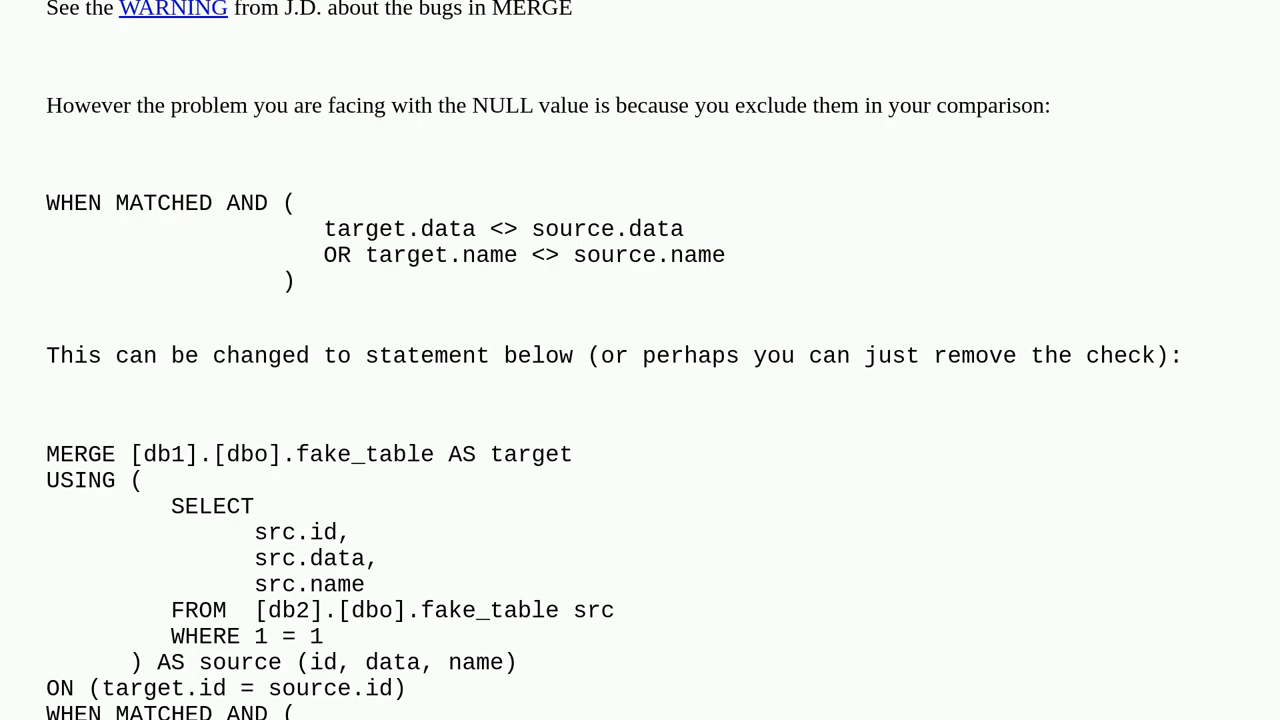 See the WARNING from J.D. about the bugs in MERGE
However the problem you are facing with the NULL value is because you exclude them in your comparison:
WHEN MATCHED AND (
target.data <> source.data
OR target.name <> source.name
)
This can be changed to statement below (or perhaps you can just remove the check):
MERGE [db1].[dbo].fake_table AS target
USING (
SELECT
src.id,
src.data,
src.name
FROM  [db2].[dbo].fake_table src
WHERE 1 = 1
) AS source (id, data, name)
ON (target.id = source.id)
WHEN MATCHED AND (